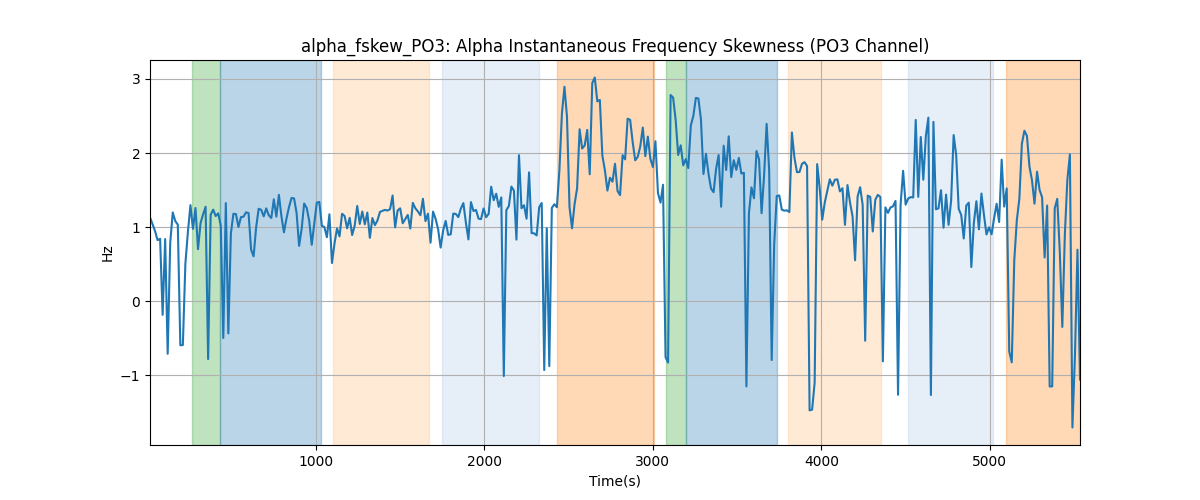 alpha_fskew_PO3: Alpha Instantaneous Frequency Skewness (PO3 Channel)
3
2
1
0
−1
Hz
1000 2000 3000 4000 5000
Time(s)